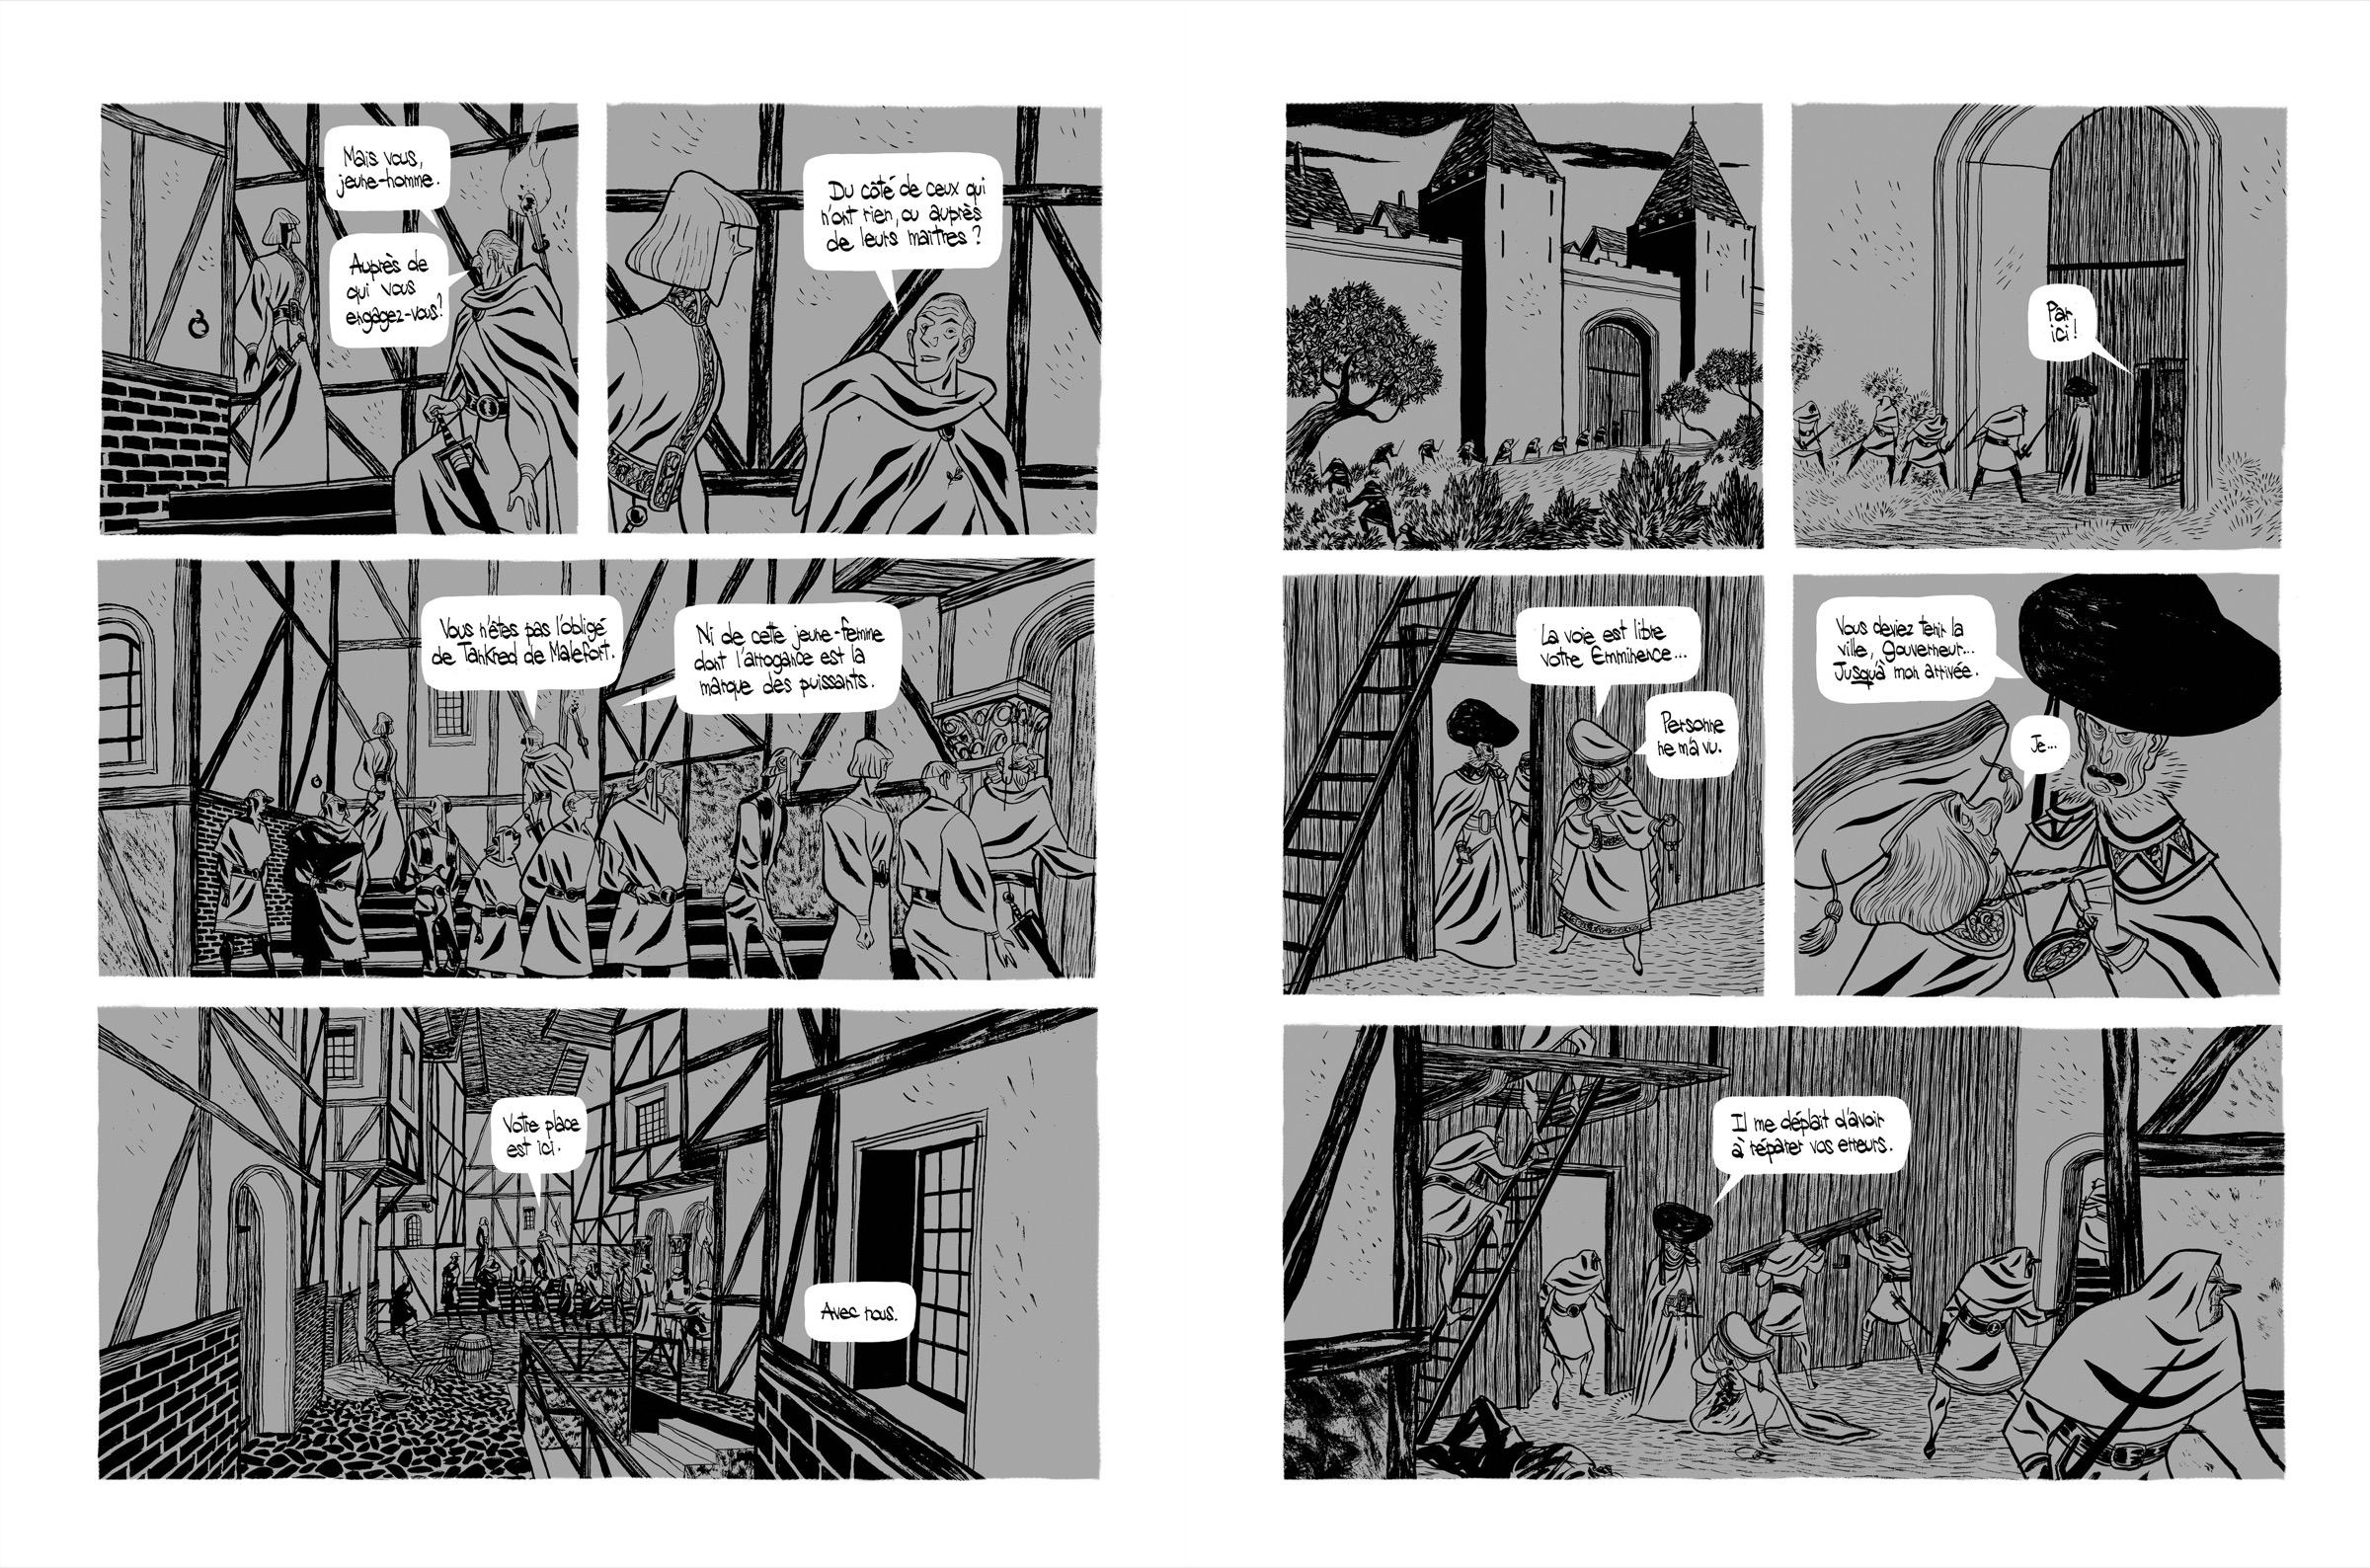 Mais vous,
jeune-homme.
Auprès de
qui vous
engagez-vous?
Du côté de ceux qui
n'ont rien, ou auprès
de leurs maîtres ?
Vous n'êtes pas l'obligé
de Tankred de Malefort.
Ni de cette jeune-femme
dont l'arrogance est la
marque des puissants.
Votre place
est ici.
Avec nous.
Par
ici !
La voie est libre
votre Emminence...
Personne
ne m'a vu.
Vous deviez tenir la
ville, Gouverneur...
Jusqu'à mon arrivée.
Je...
Il me déplait d'avoir
à réparer vos erreurs.